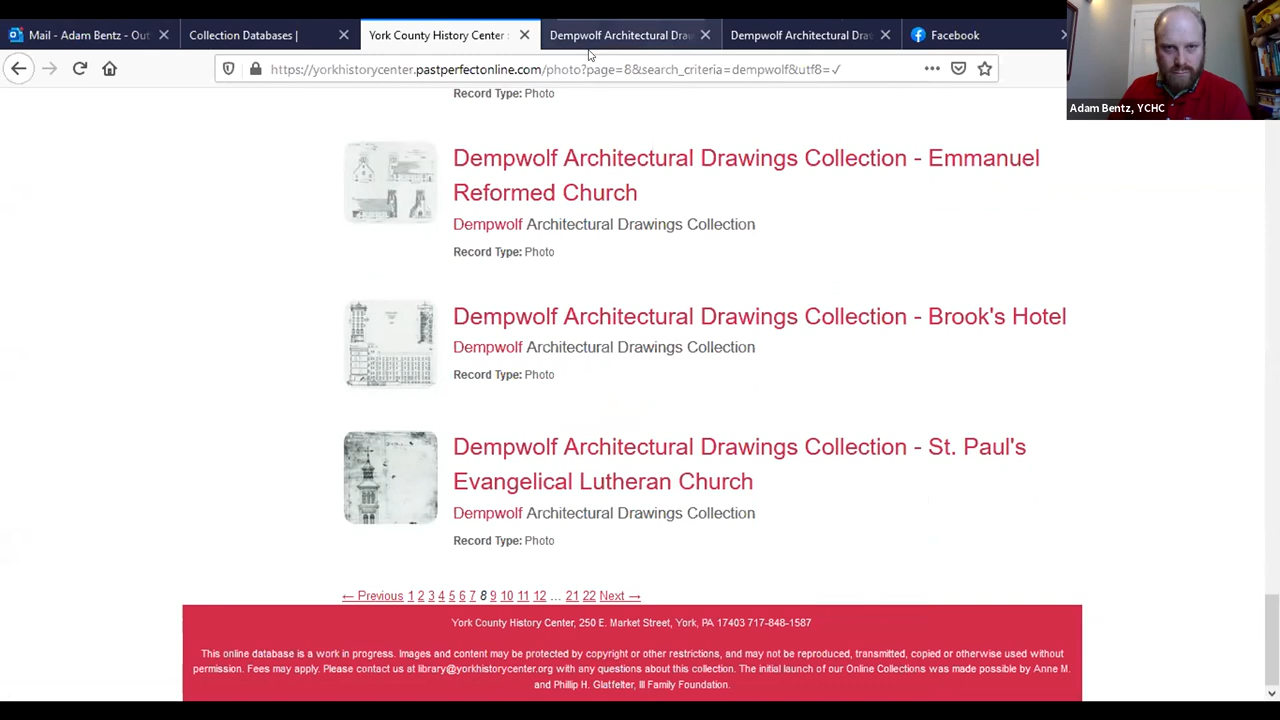 Mail - Adam Bentz - Out
Collection Databases |
York County History Center :
Dempwolf Architectural Draw
Dempwolf Architectural Dra
Facebook
https://yorkhistorycenter.pastperfectonline.com/photo?page=8&search_criteria=dempwolf&utf8=✓
Adam Bentz, YCHC
Record Type: Photo
Dempwolf Architectural Drawings Collection - Emmanuel
Reformed Church
Dempwolf Architectural Drawings Collection
Record Type: Photo
Dempwolf Architectural Drawings Collection - Brook's Hotel
Dempwolf Architectural Drawings Collection
Record Type: Photo
Dempwolf Architectural Drawings Collection - St. Paul's
Evangelical Lutheran Church
Dempwolf Architectural Drawings Collection
Record Type: Photo
← Previous 1 2 3 4 5 6 7 8 9 10 11 12 ... 21 22 Next →
York County History Center, 250 E. Market Street, York, PA 17403 717-848-1587
This online database is a work in progress. Images and content may be protected by copyright or other restrictions, and may not be reproduced, transmitted, copied or otherwise used without
permission. Fees may apply. Please contact us at library@yorkhistorycenter.org with any questions about this collection. The initial launch of our Online Collections was made possible by Anne M.
and Phillip H. Glatfelter, III Family Foundation.